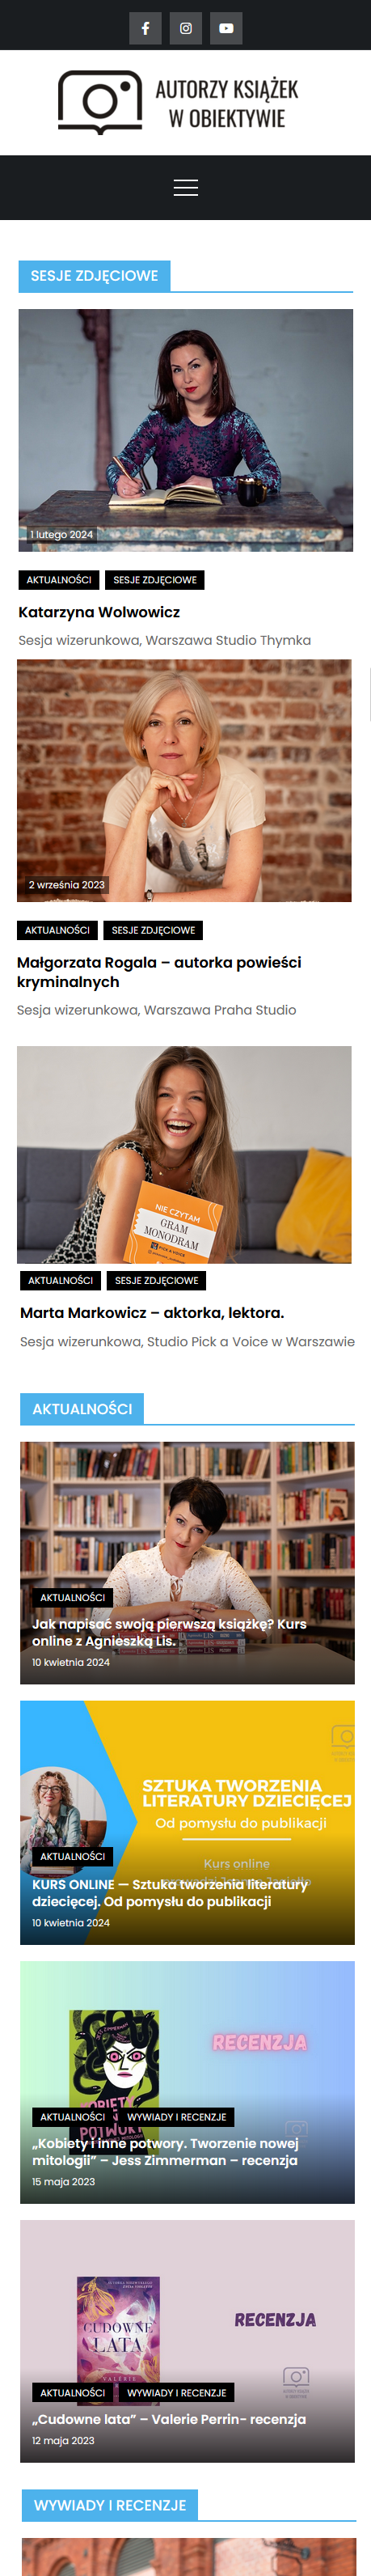 AUTORZY KSIĄŻEK
W OBIEKTYWIE
SESJE ZDJĘCIOWE
1 lutego 2024
AKTUALNOŚCI SESJE ZDJĘCIOWE
Katarzyna Wolwowicz
Sesja wizerunkowa, Warszawa Studio Thymka
2 września 2023
AKTUALNOŚCI SESJE ZDJĘCIOWE
Małgorzata Rogala – autorka powieści
kryminalnych
Sesja wizerunkowa, Warszawa Praha Studio
NIE CZYTAM
GRAM
MONODRAM
AKTUALNOŚCI SESJE ZDJĘCIOWE
Marta Markowicz – aktorka, lektora.
Sesja wizerunkowa, Studio Pick a Voice w Warszawie
AKTUALNOŚCI
AKTUALNOŚCI
Jak napisać swoją pierwszą książkę? Kurs
online z Agnieszką Lis.
10 kwietnia 2024
SZTUKA TWORZENIA
LITERATURY DZIECIĘCEJ
Od pomysłu do publikacji
Kurs online
AKTUALNOŚCI
KURS ONLINE — Sztuka tworzenia literatury
dziecięcej. Od pomysłu do publikacji
10 kwietnia 2024
RECENZJA
KOBIETY
POTWORY
AKTUALNOŚCI WYWIADY I RECENZJE
„Kobiety i inne potwory. Tworzenie nowej
mitologii” – Jess Zimmerman – recenzja
15 maja 2023
CUDOWNE
LATA
VALERIE
RECENZJA
AKTUALNOŚCI WYWIADY I RECENZJE
„Cudowne lata” – Valerie Perrin- recenzja
12 maja 2023
WYWIADY I RECENZJE